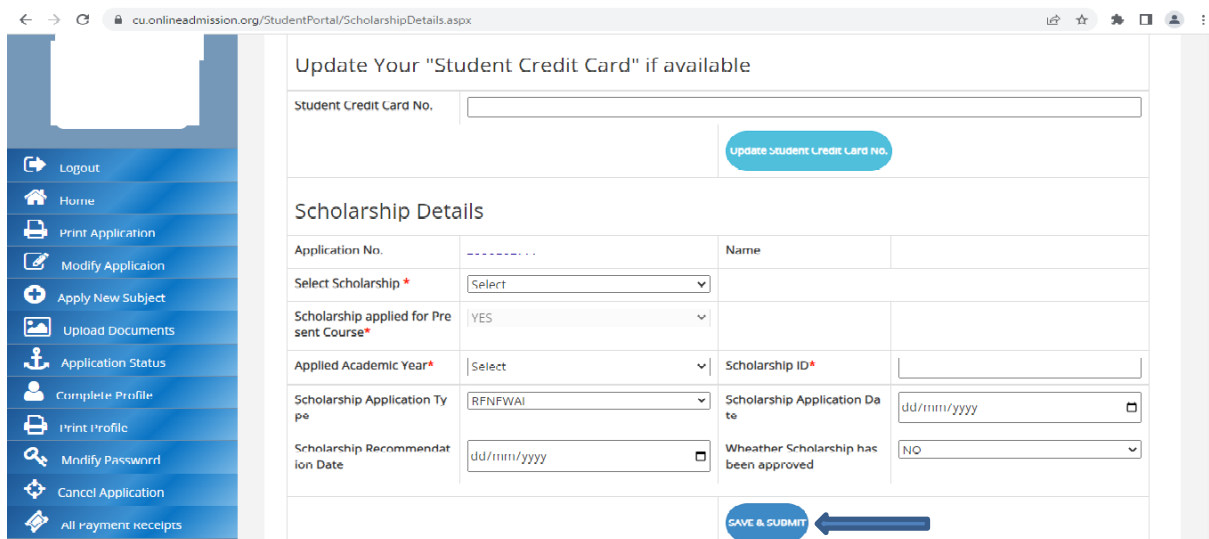 cu.onlineadmission.org/StudentPortal/ScholarshipDetails.aspx
Update Your "Student Credit Card" if available
Student Credit Card No.
Update Student Credit Card No.
Logout
Home
Print Application
Modify Applicaion
Apply New Subject
Upload Documents
Application Status
Complete Profile
Print Profile
Modify Password
Cancel Application
All Payment Receipts
Scholarship Details
Application No.
Name
Select Scholarship *
Select
Scholarship applied for Pre
sent Course*
YES
Applied Academic Year*
Select
Scholarship ID*
Scholarship Application Ty
pe
RENEWAL
Scholarship Application Da
te
dd/mm/yyyy
Scholarship Recommendat
ion Date
dd/mm/yyyy
Wheather Scholarship has
been approved
NO
SAVE & SUBMIT